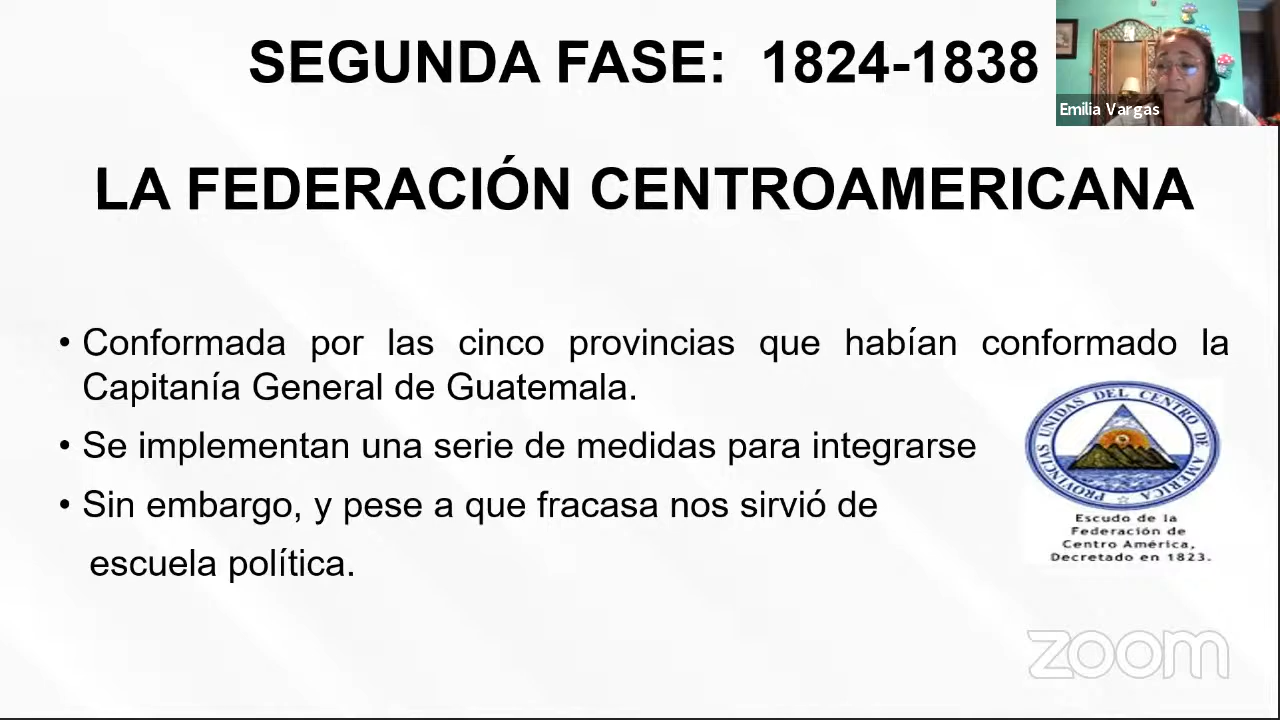 SEGUNDA FASE: 1824-1838
Emilia Vargas
LA FEDERACIÓN CENTROAMERICANA
• Conformada por las cinco provincias que habían conformado la
Capitanía General de Guatemala.
• Se implementan una serie de medidas para integrarse
• Sin embargo, y pese a que fracasa nos sirvió de
escuela política.
PROVINCIAS UNIDAS DEL CENTRO DE AMERICA
Escudo de la
Federación de
Centro América,
Decretado en 1823.
zoom